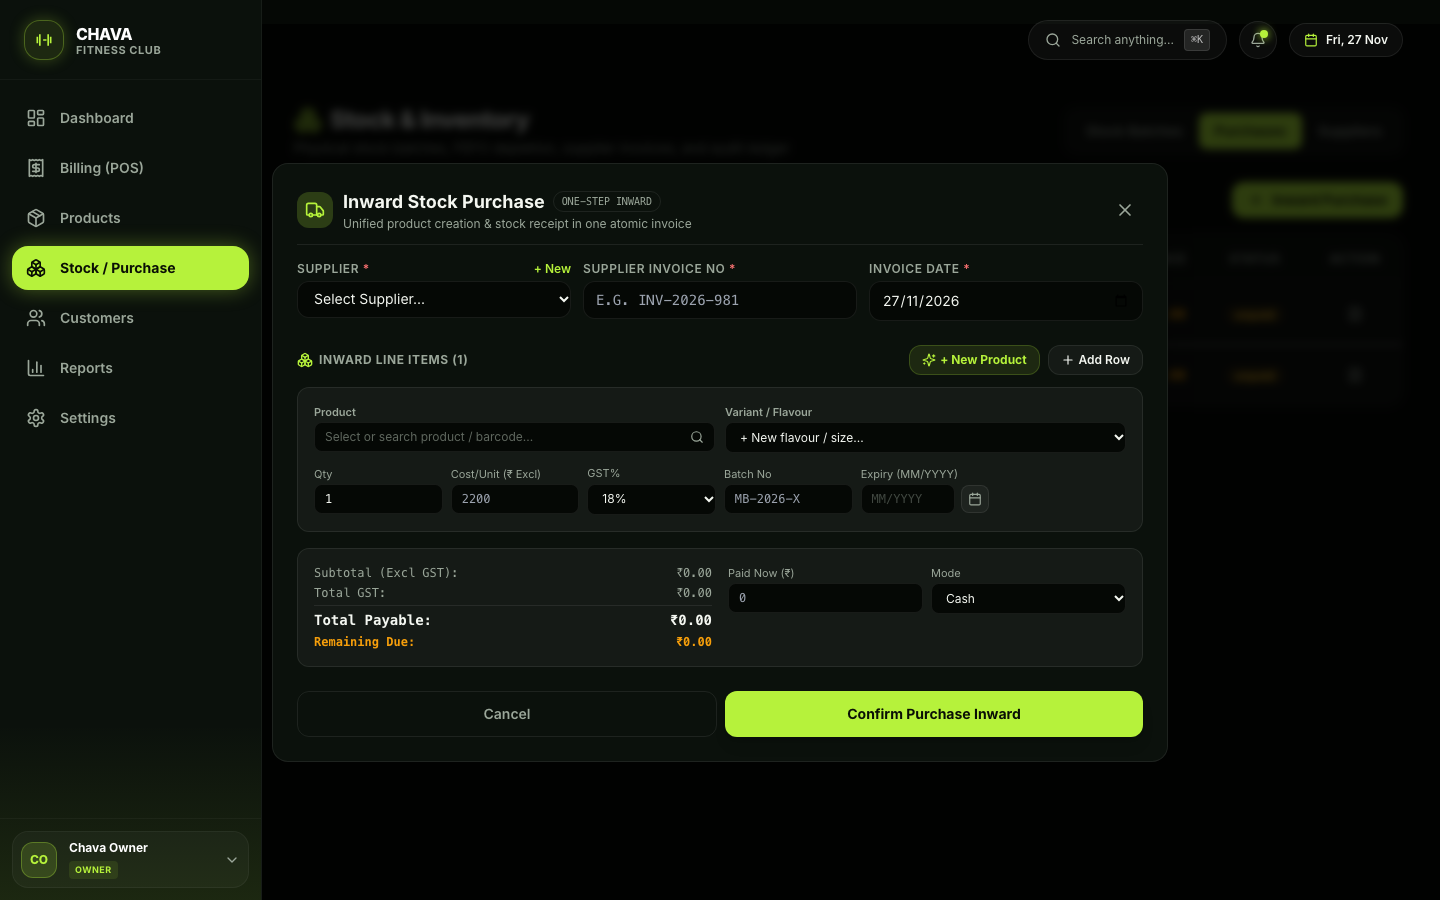 CHAVA
FITNESS CLUB
Search anything...
⌘K
Fri, 27 Nov
Dashboard
Billing (POS)
Products
Stock / Purchase
Customers
Reports
Settings
Stock & Inventory
Inward Stock Purchase
ONE-STEP INWARD
Unified product creation & stock receipt in one atomic invoice
SUPPLIER *
+ New
SUPPLIER INVOICE NO *
INVOICE DATE *
Select Supplier...
E.G. INV-2026-981
27/11/2026
INWARD LINE ITEMS (1)
+ New Product
Add Row
Product
Variant / Flavour
Select or search product / barcode...
+ New flavour / size...
Qty
Cost/Unit (₹ Excl)
GST%
Batch No
Expiry (MM/YYYY)
1
2200
18%
MB-2026-X
MM/YYYY
Subtotal (Excl GST):
₹0.00
Total GST:
₹0.00
Total Payable:
₹0.00
Remaining Due:
₹0.00
Paid Now (₹)
Mode
0
Cash
Cancel
Confirm Purchase Inward
CO
Chava Owner
OWNER